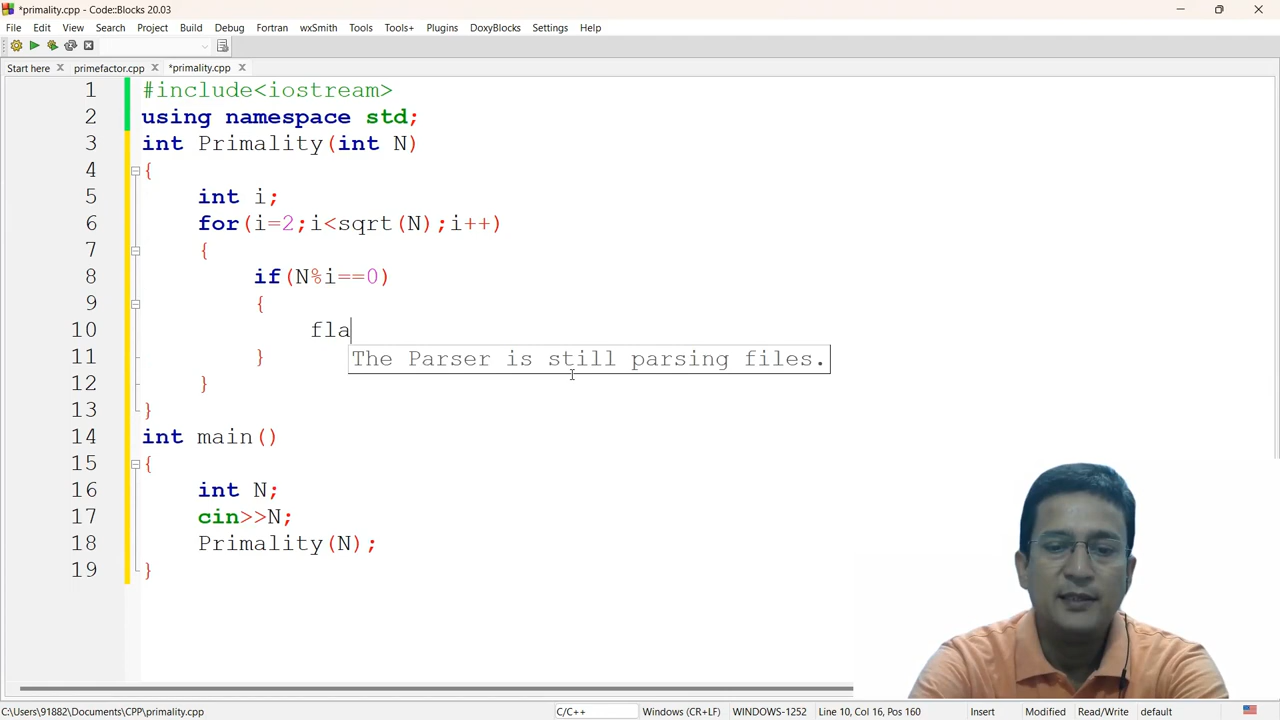 *primality.cpp - Code::Blocks 20.03
File Edit View Search Project Build Debug Fortran wxSmith Tools Tools+ Plugins DoxyBlocks Settings Help
Start here primefactor.cpp *primality.cpp
1 #include<iostream>
2 using namespace std;
3 int Primality(int N)
4 {
5 int i;
6 for(i=2;i<sqrt(N);i++)
7 {
8 if(N%i==0)
9 {
10 fla
The Parser is still parsing files.
11 }
12 }
13 }
14 int main()
15 {
16 int N;
17 cin>>N;
18 Primality(N);
19 }
C:\Users\91882\Documents\CPP\primality.cpp C/C++ Windows (CR+LF) WINDOWS-1252 Line 10, Col 16, Pos 160 Insert Modified Read/Write default